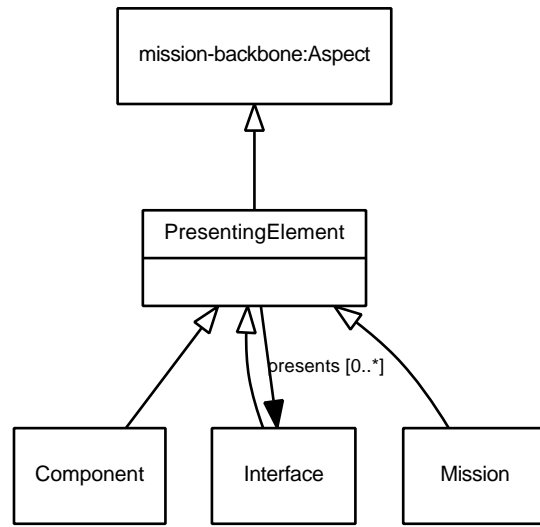 mission-backbone:Aspect
PresentingElement
presents [0..*]
Component
Interface
Mission